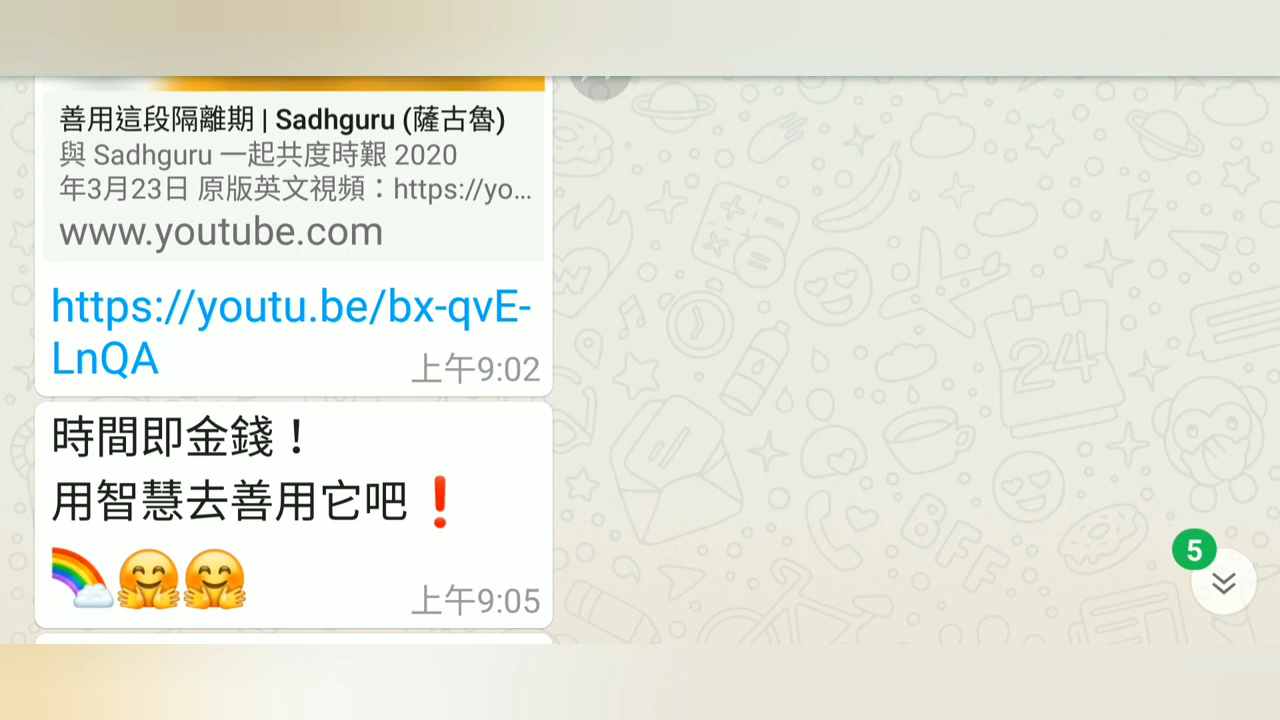 善用這段隔離期 | Sadhguru (薩古魯)
與 Sadhguru 一起共度時艱 2020
年3月23日 原版英文視頻：https://yo...
www.youtube.com
https://youtu.be/bx-qvE-
LnQA
上午9:02
時間即金錢！
用智慧去善用它吧❗
🌈🤗🤗
上午9:05
5
24
BFF